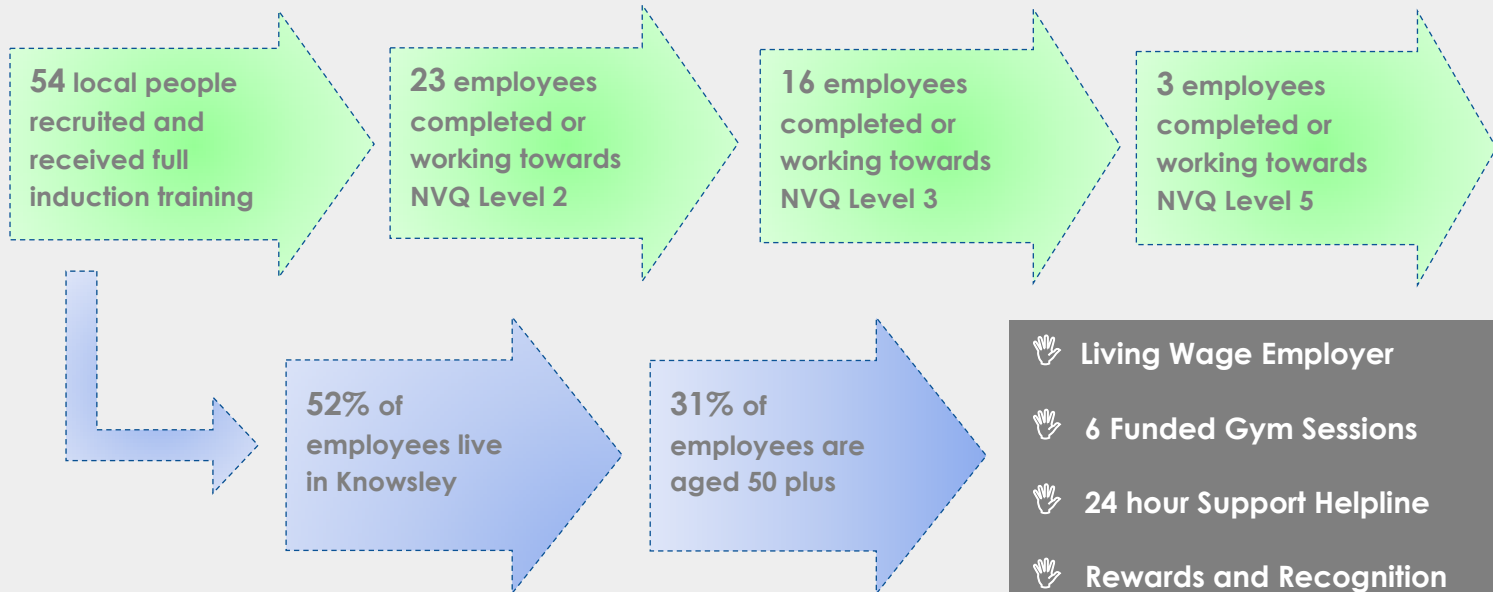 54 local people
recruited and
received full
induction training
23 employees
completed or
working towards
NVQ Level 2
16 employees
completed or
working towards
NVQ Level 3
3 employees
completed or
working towards
NVQ Level 5
52% of
employees live
in Knowsley
31% of
employees are
aged 50 plus
Living Wage Employer
6 Funded Gym Sessions
24 hour Support Helpline
Rewards and Recognition